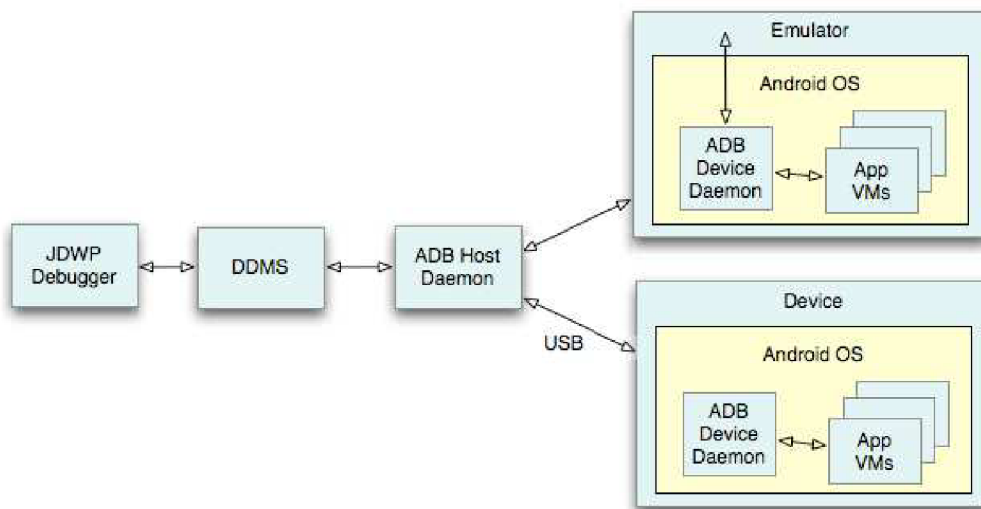 Emulator
Android OS
ADB
Device
Daemon
App
VMs
JDWP
Debugger
DDMS
ADB Host
Daemon
USB
Device
Android OS
ADB
Device
Daemon
App
VMs